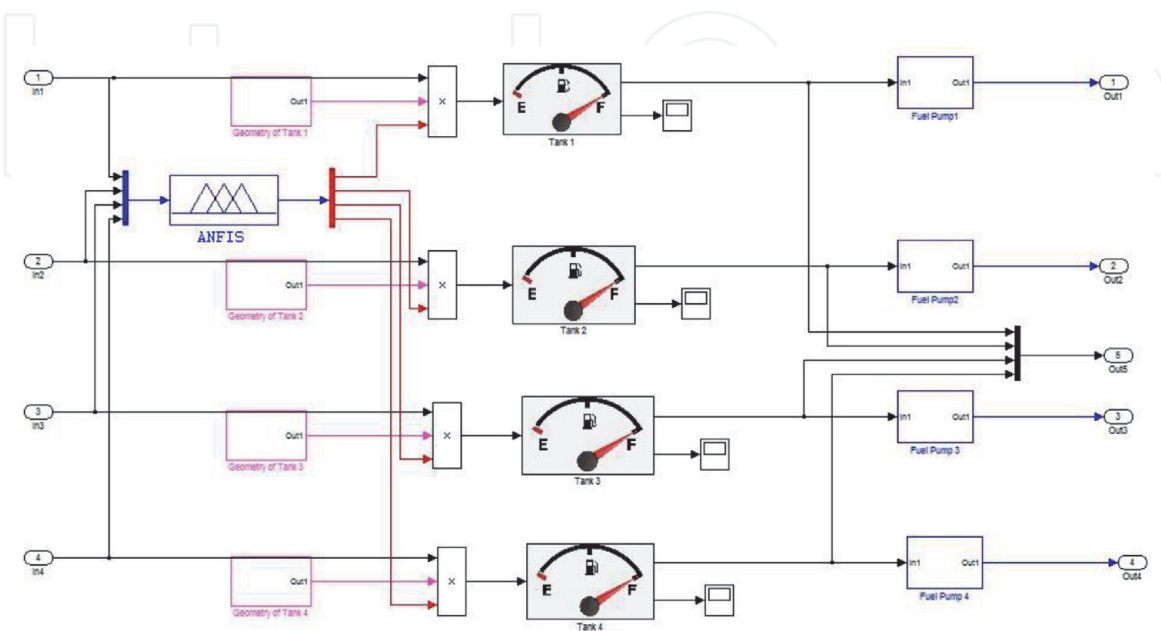 1
In1
Out1
Geometry of Tank 1
×
E
F
Tank 1
In1
Out1
Fuel Pump1
1
Out1
ANFIS
2
In2
Out1
Geometry of Tank 2
×
E
F
Tank 2
In1
Out1
Fuel Pump2
2
Out2
5
Out5
3
In3
Out1
Geometry of Tank 3
×
E
F
Tank 3
In1
Out1
Fuel Pump 3
3
Out3
4
In4
Out1
Geometry of Tank 4
×
E
F
Tank 4
In1
Out1
Fuel Pump 4
4
Out4